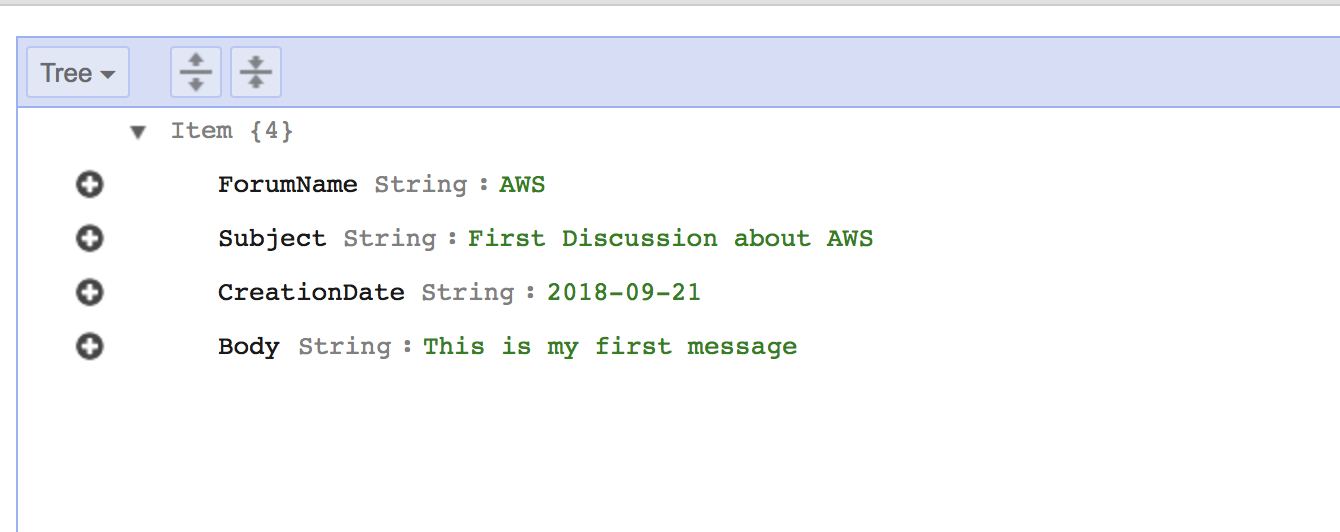 Tree
Item {4}
ForumName String : AWS
Subject String : First Discussion about AWS
CreationDate String : 2018-09-21
Body String : This is my first message